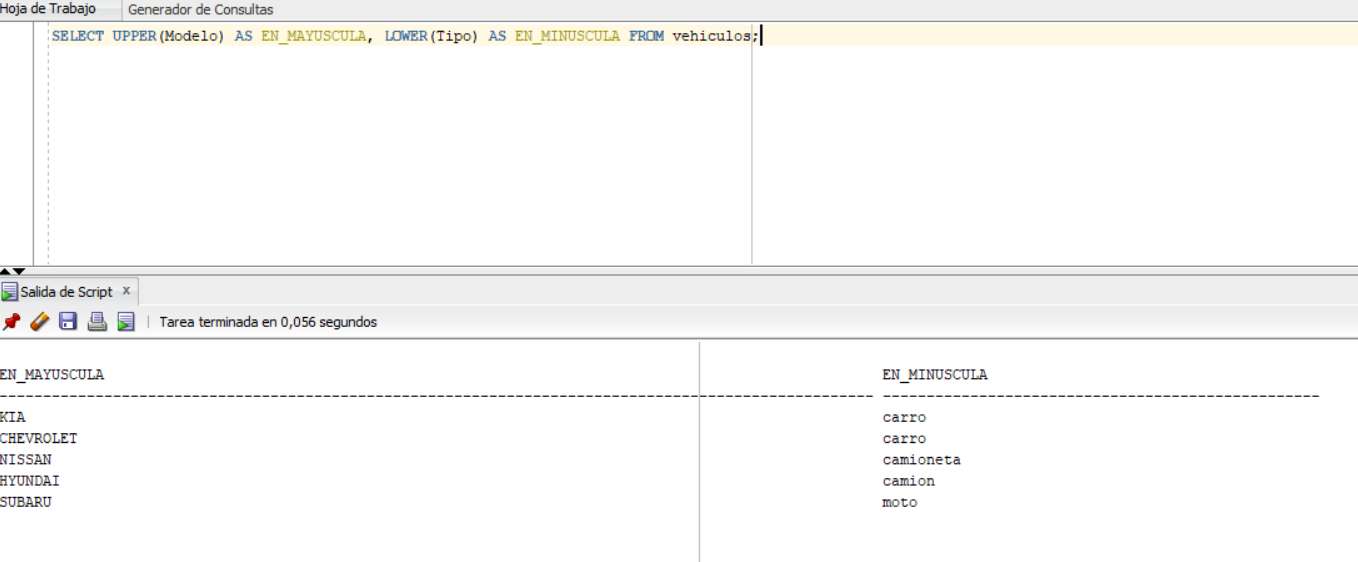 Hoja de Trabajo Generador de Consultas
SELECT UPPER(Modelo) AS EN_MAYUSCULA, LOWER(Tipo) AS EN_MINUSCULA FROM vehiculos;
Salida de Script x
Tarea terminada en 0,056 segundos
EN_MAYUSCULA EN_MINUSCULA
---------------------------------------------------------------------------------------------------- --------------------------------------------------
KIA carro
CHEVROLET carro
NISSAN camioneta
HYUNDAI camion
SUBARU moto